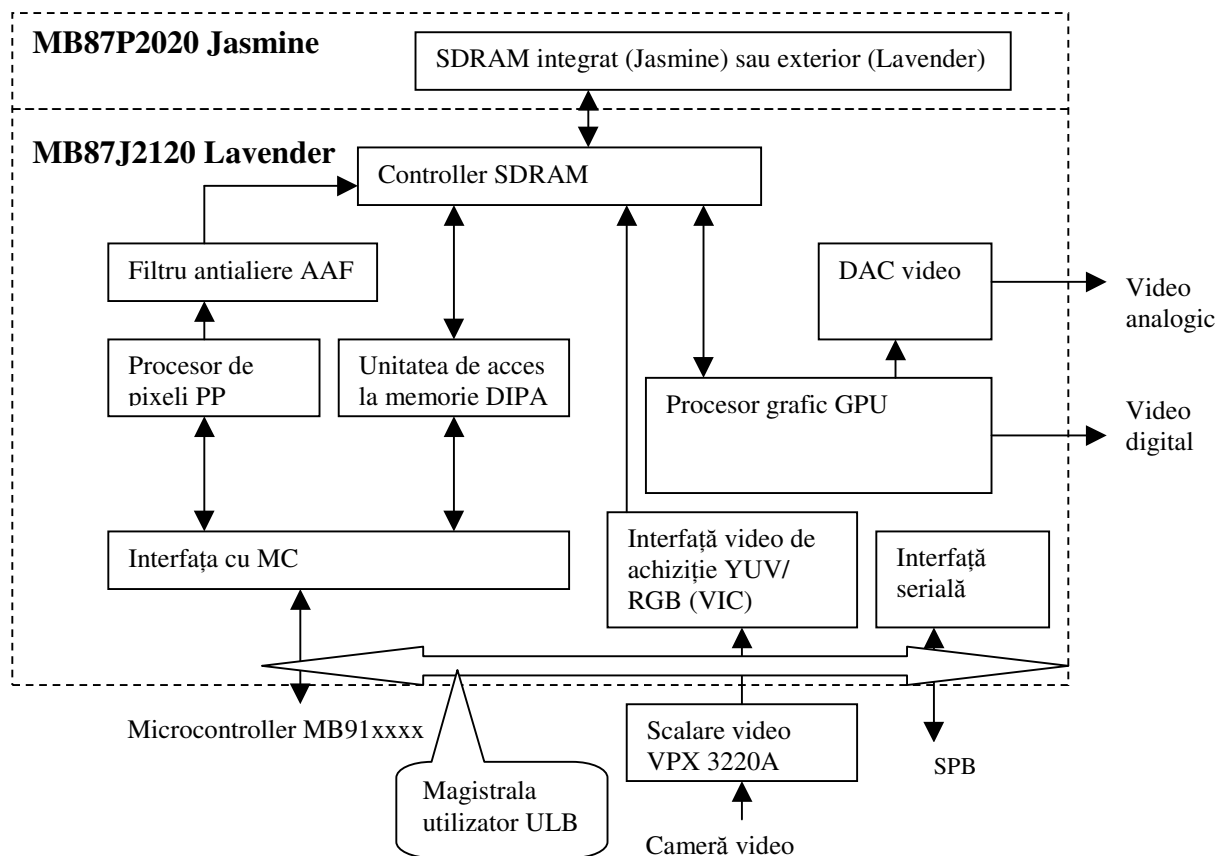 MB87P2020 Jasmine
SDRAM integrat (Jasmine) sau exterior (Lavender)
MB87J2120 Lavender
Controller SDRAM
Filtru antialiere AAF
DAC video
Video
analogic
Procesor de
pixeli PP
Unitatea de acces
la memorie DIPA
Procesor grafic GPU
Video
digital
Interfața cu MC
Interfață video de
achiziție YUV/
RGB (VIC)
Interfață
serială
Microcontroller MB91xxxx
Scalare video
VPX 3220A
SPB
Magistrala
utilizator ULB
Cameră video